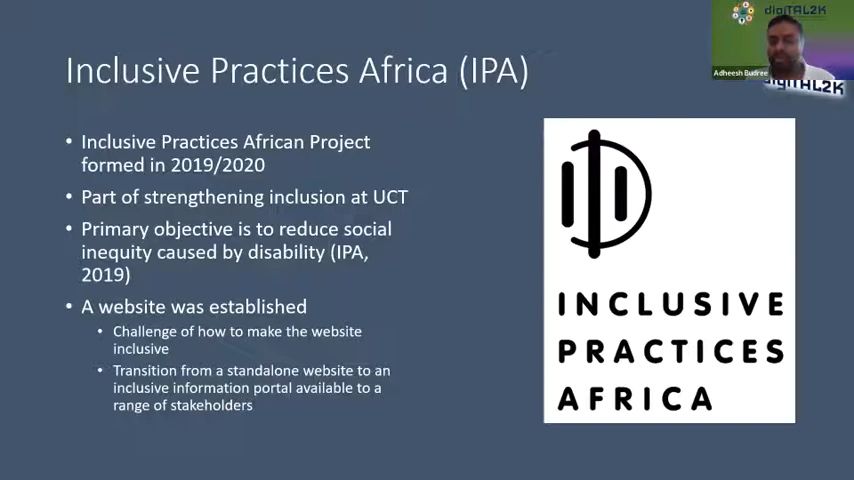 digiTAL2K
Inclusive Practices Africa (IPA)
Adheesh Budree
digiTAL2K
• Inclusive Practices African Project
formed in 2019/2020
• Part of strengthening inclusion at UCT
• Primary objective is to reduce social
inequity caused by disability (IPA,
2019)
• A website was established
• Challenge of how to make the website
inclusive
• Transition from a standalone website to an
inclusive information portal available to a
range of stakeholders
INCLUSIVE
PRACTICES
AFRICA